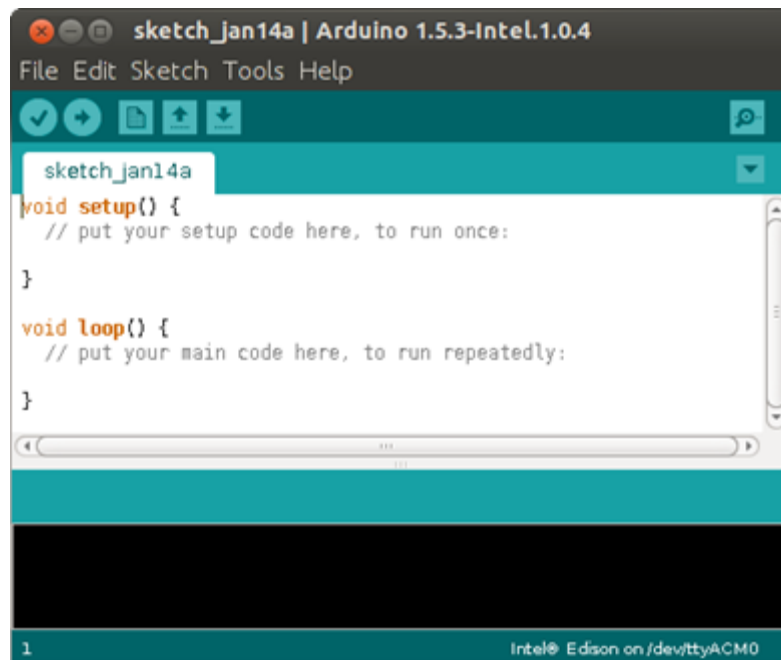 sketch_jan14a | Arduino 1.5.3-Intel.1.0.4
File Edit Sketch Tools Help
sketch_jan14a
void setup() {
  // put your setup code here, to run once:
}
void loop() {
  // put your main code here, to run repeatedly:
}
1 Intel® Edison on /dev/ttyACM0